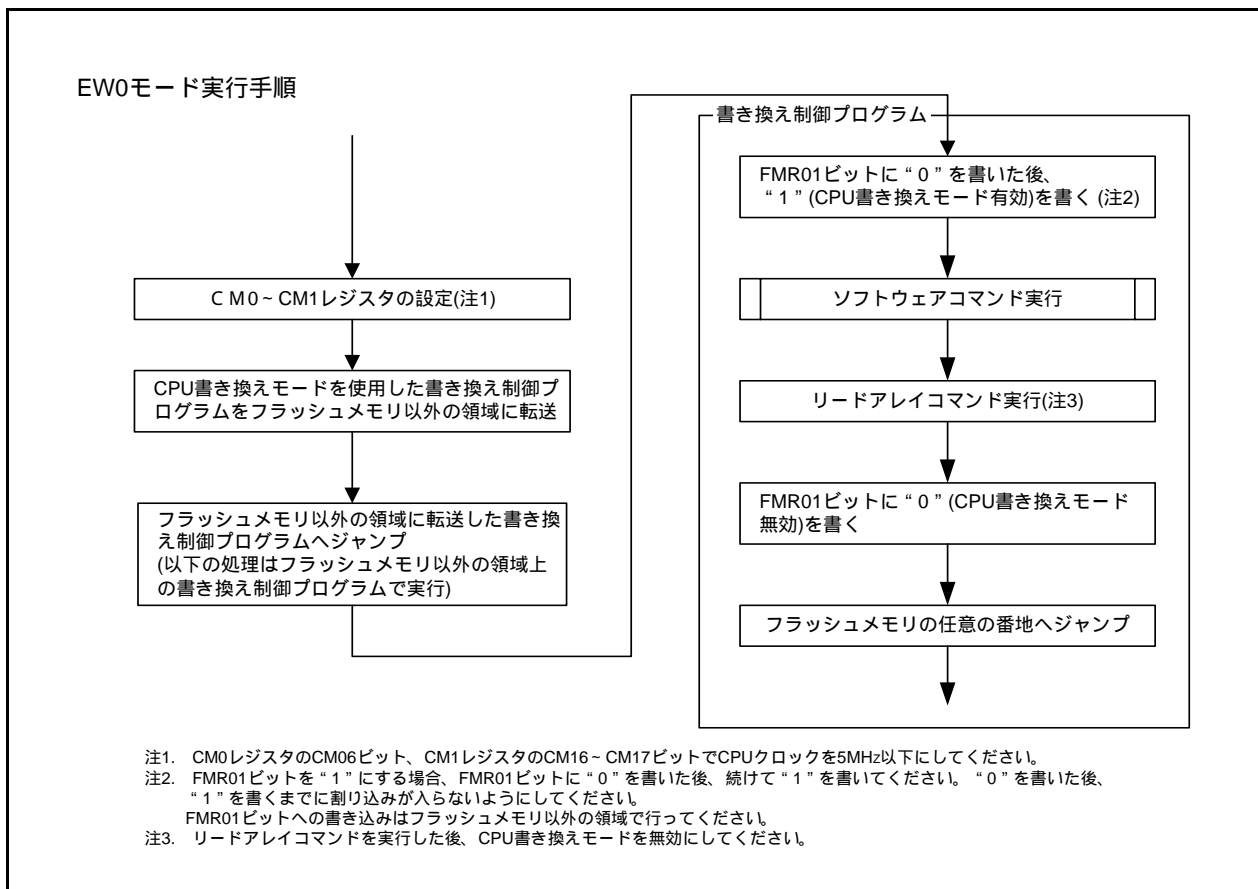 EW0モード実行手順
ＣＭ0～CM1レジスタの設定(注1)
CPU書き換えモードを使用した書き換え制御プ
ログラムをフラッシュメモリ以外の領域に転送
フラッシュメモリ以外の領域に転送した書き換
え制御プログラムへジャンプ
(以下の処理はフラッシュメモリ以外の領域上
の書き換え制御プログラムで実行)
書き換え制御プログラム
FMR01ビットに“0”を書いた後、
“1”(CPU書き換えモード有効)を書く (注2)
ソフトウェアコマンド実行
リードアレイコマンド実行(注3)
FMR01ビットに“0”(CPU書き換えモード
無効)を書く
フラッシュメモリの任意の番地へジャンプ
注1. CM0レジスタのCM06ビット、CM1レジスタのCM16～CM17ビットでCPUクロックを5MHz以下にしてください。
注2. FMR01ビットを“1”にする場合、FMR01ビットに“0”を書いた後、続けて“1”を書いてください。“0”を書いた後、
“1”を書くまでに割り込みが入らないようにしてください。
FMR01ビットへの書き込みはフラッシュメモリ以外の領域で行ってください。
注3. リードアレイコマンドを実行した後、CPU書き換えモードを無効にしてください。